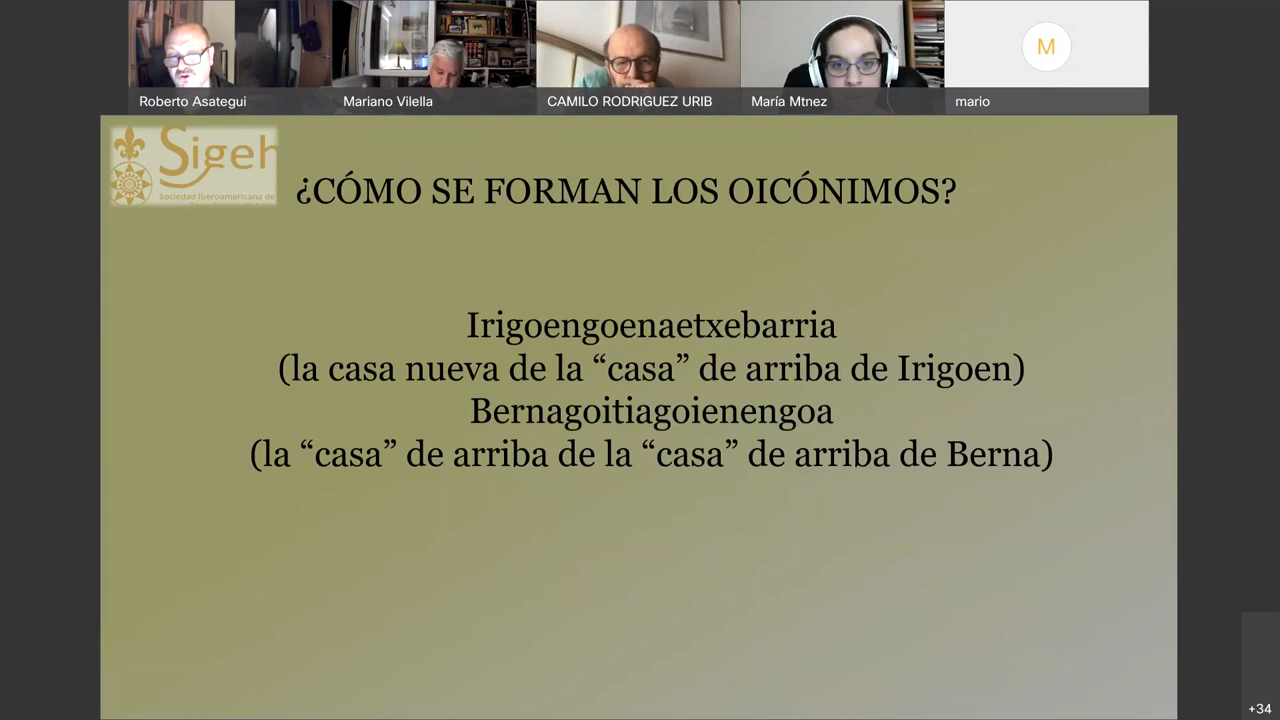 Roberto Asategui
Mariano Vilella
CAMILO RODRIGUEZ URIB
María Mtnez
M
mario
Sigeh
Sociedad Iberoamericana de
¿CÓMO SE FORMAN LOS OICÓNIMOS?
Irigoengoenaetxebarria
(la casa nueva de la “casa” de arriba de Irigoen)
Bernagoitiagoienengoa
(la “casa” de arriba de la “casa” de arriba de Berna)
+34